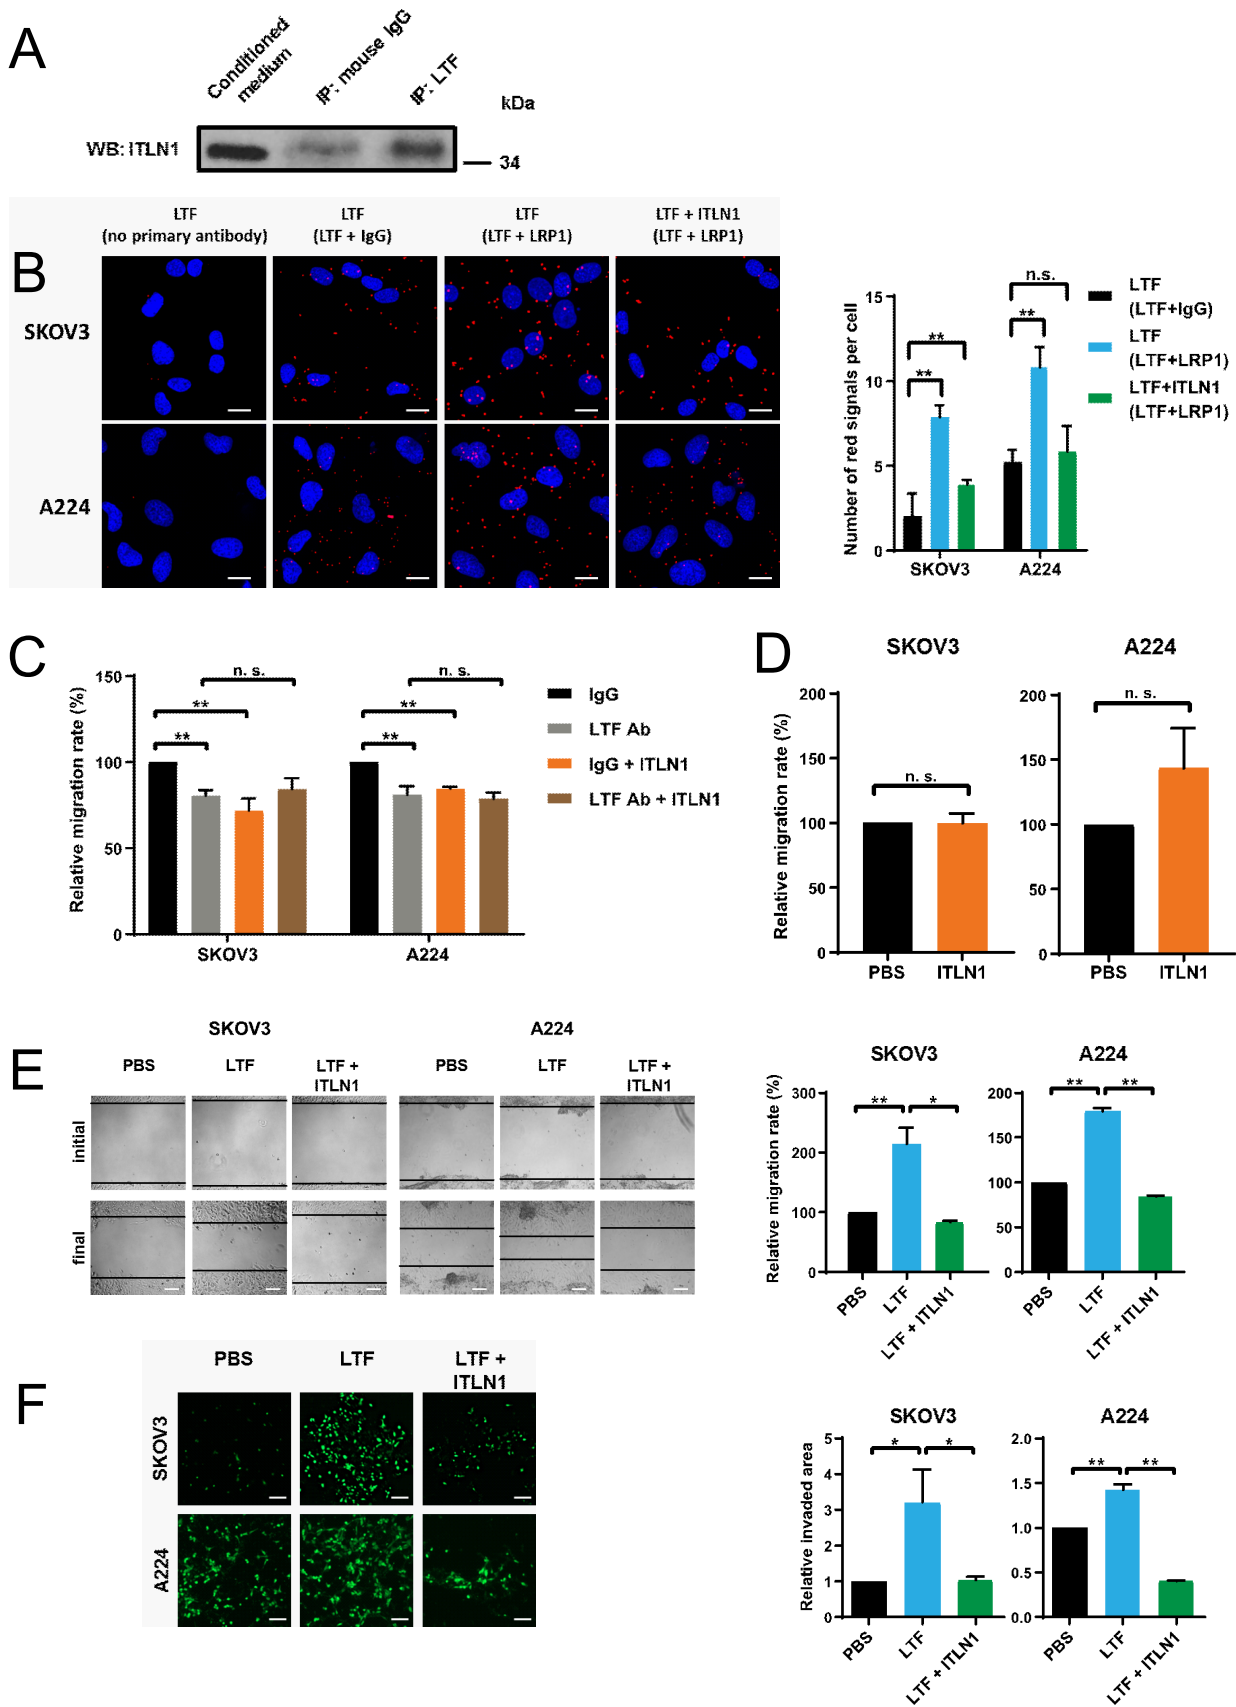 A
Conditioned
medium
IP: mouse IgG
IP: LTF
kDa
WB: ITLN1
34
B
LTF
(no primary antibody)
LTF
(LTF + IgG)
LTF
(LTF + LRP1)
LTF + ITLN1
(LTF + LRP1)
SKOV3
A224
Number of red signals per cell
15
10
5
0
**
**
**
n.s.
SKOV3
A224
LTF
(LTF+IgG)
LTF
(LTF+LRP1)
LTF+ITLN1
(LTF+LRP1)
C
Relative migration rate (%)
150
100
50
0
**
**
n. s.
**
**
n. s.
SKOV3
A224
IgG
LTF Ab
IgG + ITLN1
LTF Ab + ITLN1
D
SKOV3
Relative migration rate (%)
200
150
100
50
0
n. s.
PBS
ITLN1
A224
200
150
100
50
0
n. s.
PBS
ITLN1
E
SKOV3
A224
PBS
LTF
LTF +
ITLN1
PBS
LTF
LTF +
ITLN1
initial
final
SKOV3
Relative migration rate (%)
300
200
100
0
**
*
PBS
LTF
LTF + ITLN1
A224
200
150
100
50
0
**
**
PBS
LTF
LTF + ITLN1
F
PBS
LTF
LTF +
ITLN1
SKOV3
A224
SKOV3
Relative invaded area
5
4
3
2
1
0
*
*
PBS
LTF
LTF + ITLN1
A224
2.0
1.5
1.0
0.5
0.0
**
**
PBS
LTF
LTF + ITLN1